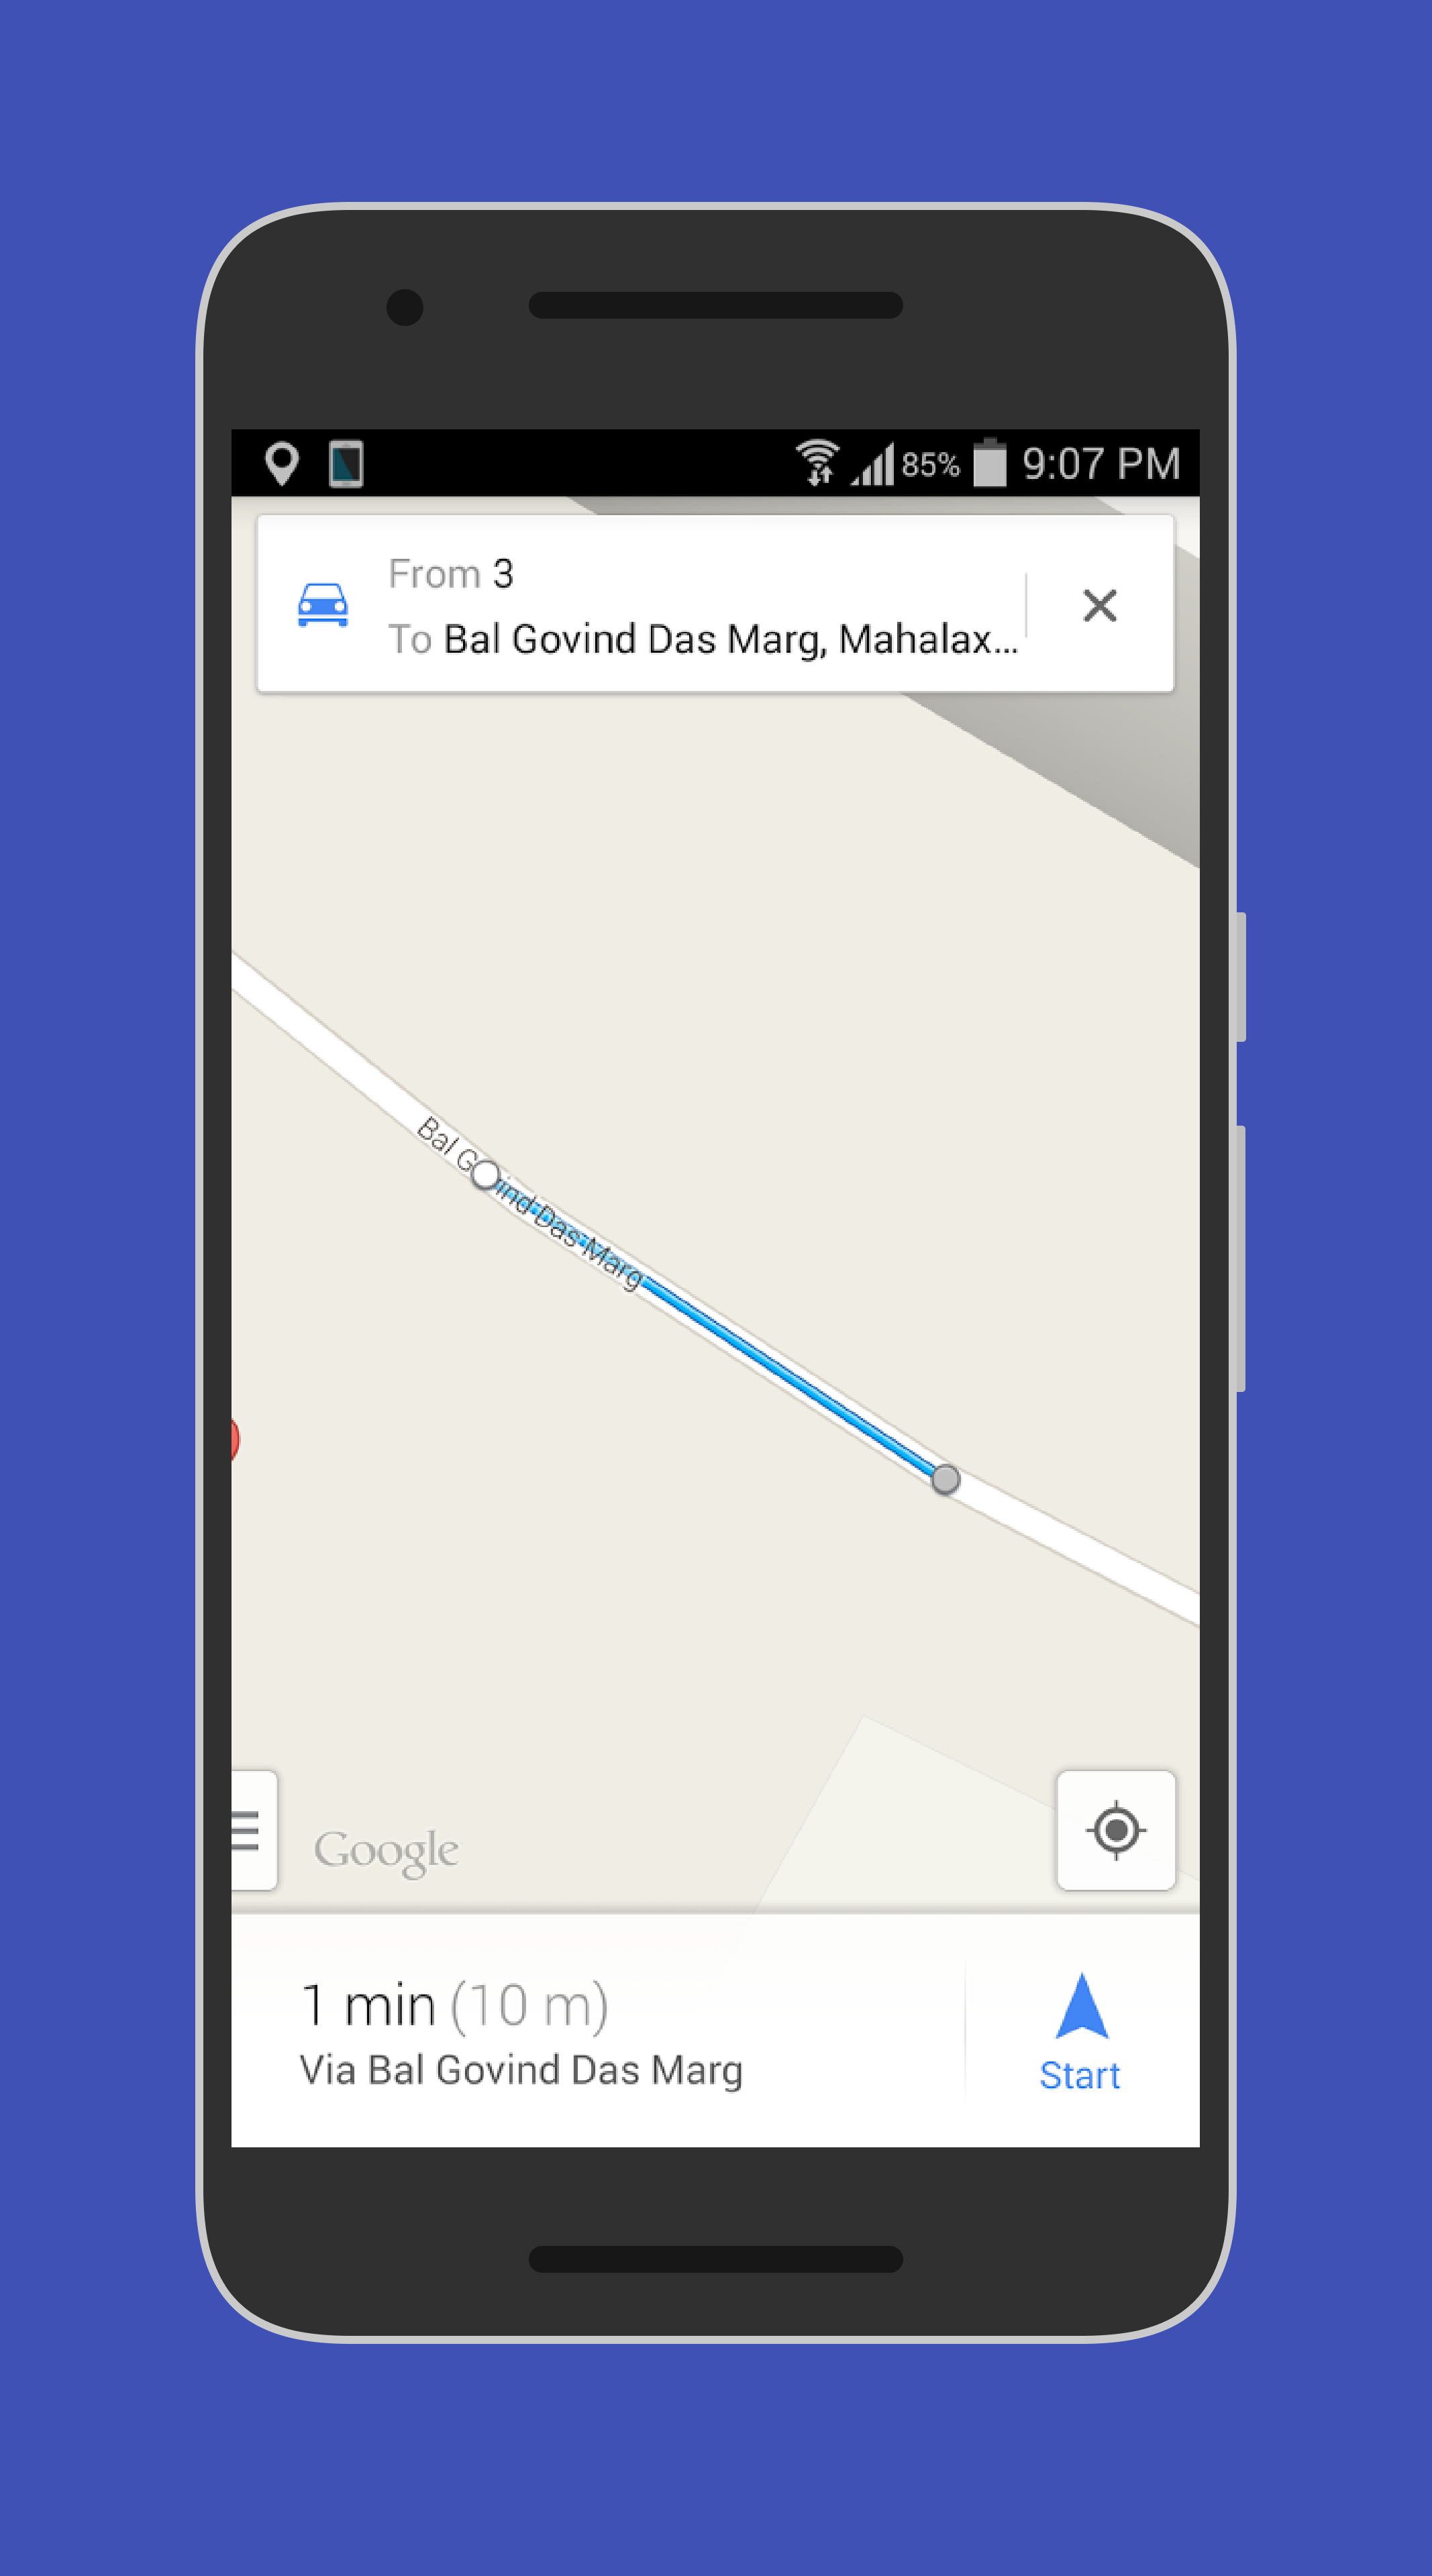 85% 9:07 PM
From 3
To Bal Govind Das Marg, Mahalax...
Bal Govind Das Marg
Google
1 min (10 m)
Via Bal Govind Das Marg
Start